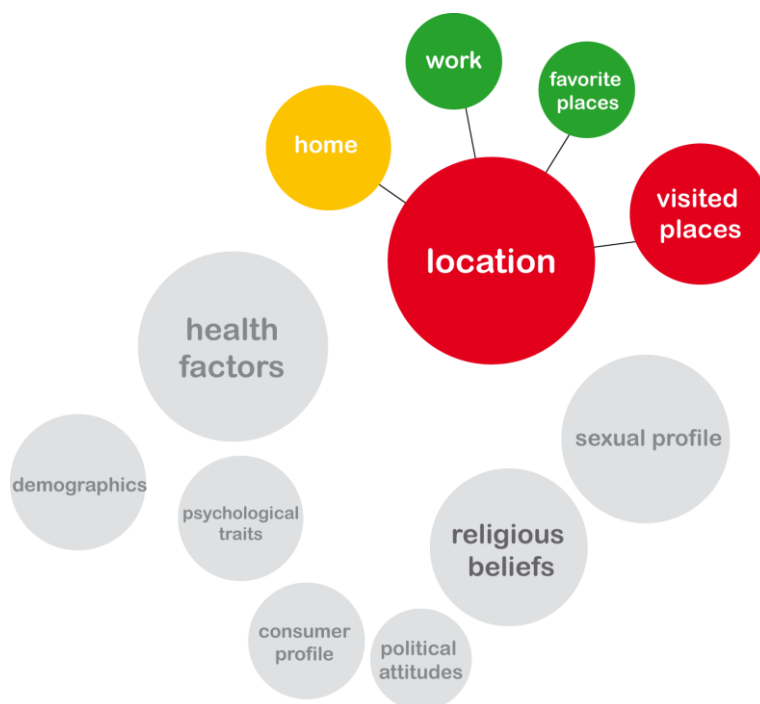 work
favorite
places
home
visited
places
location
health
factors
sexual profile
demographics
psychological
traits
religious
beliefs
consumer
profile
political
attitudes